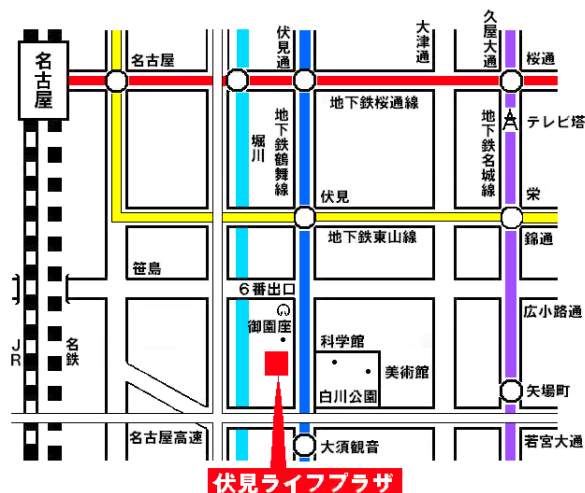 名古屋
名古屋
伏見通
大津通
久屋大通
桜通
地下鉄桜通線
テレビ塔
堀川
地下鉄鶴舞線
地下鉄名城線
伏見
栄
地下鉄東山線
錦通
笹島
6番出口
広小路通
御園座
科学館
美術館
白川公園
JR
名鉄
矢場町
名古屋高速
大須観音
若宮大通
伏見ライフプラザ